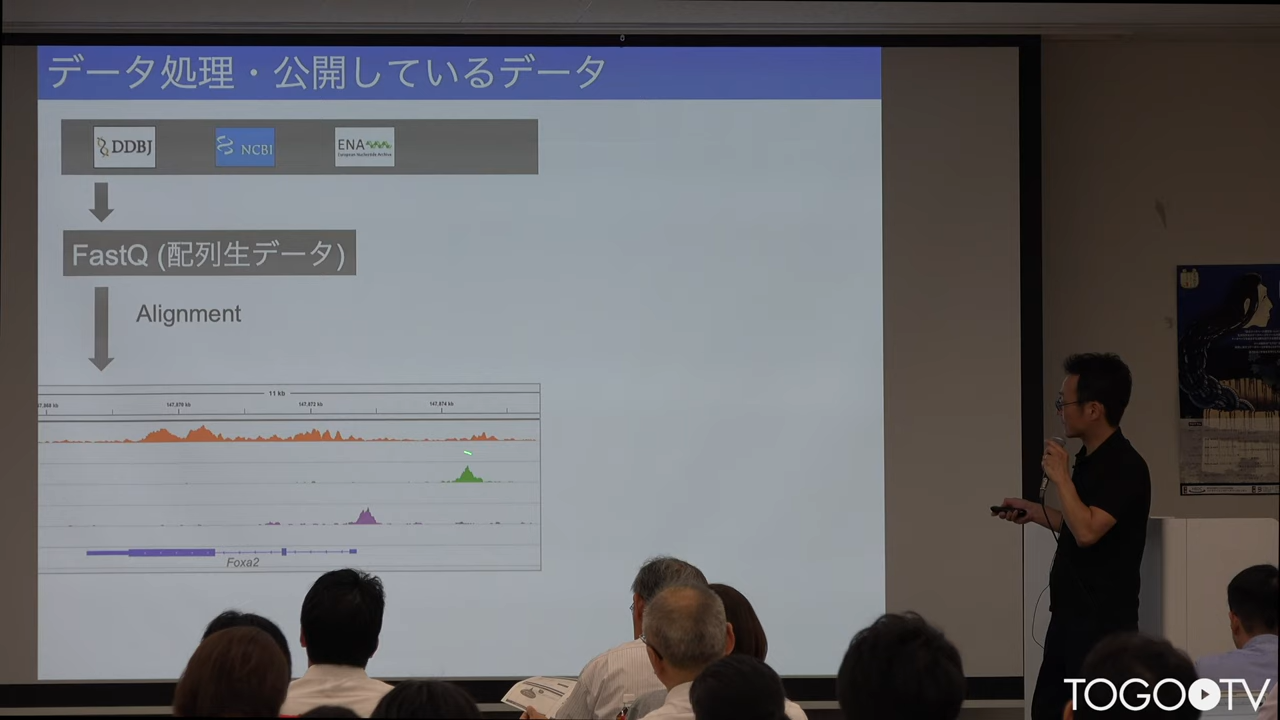 データ処理・公開しているデータ
DDBJ
NCBI
ENA
European Nucleotide Archive
FastQ (配列生データ)
Alignment
11 kb
147,870 kb
147,872 kb
147,874 kb
Foxa2
TOGO TV